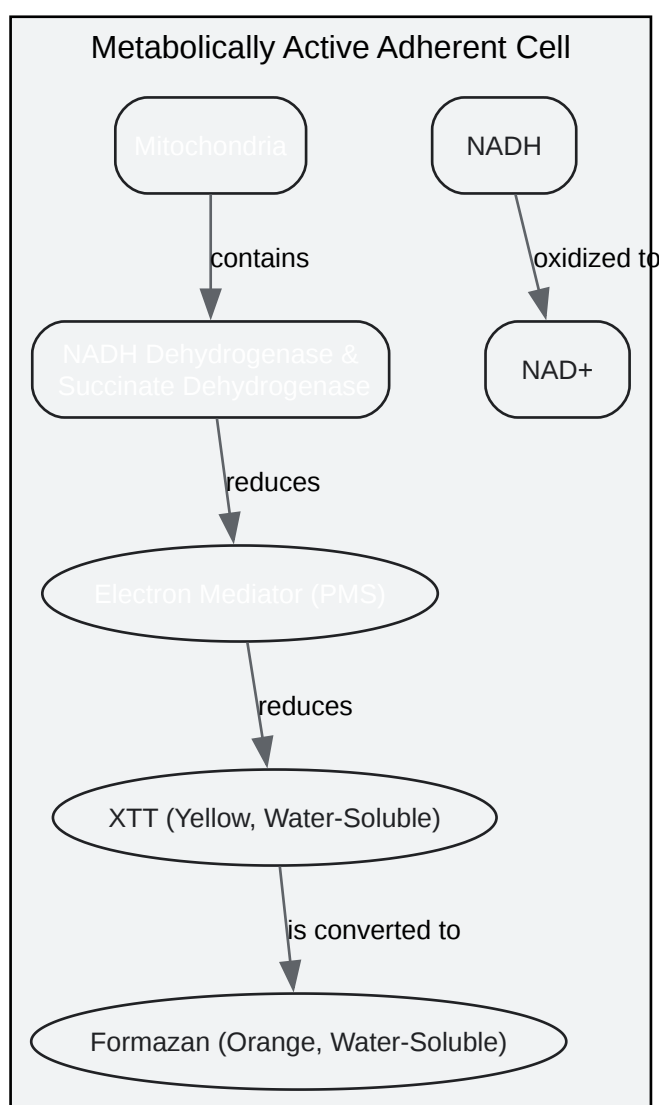 Metabolically Active Adherent Cell
Mitochondria
NADH
contains
oxidized to
NADH Dehydrogenase &
Succinate Dehydrogenase
NAD+
reduces
Electron Mediator (PMS)
reduces
XTT (Yellow, Water-Soluble)
is converted to
Formazan (Orange, Water-Soluble)